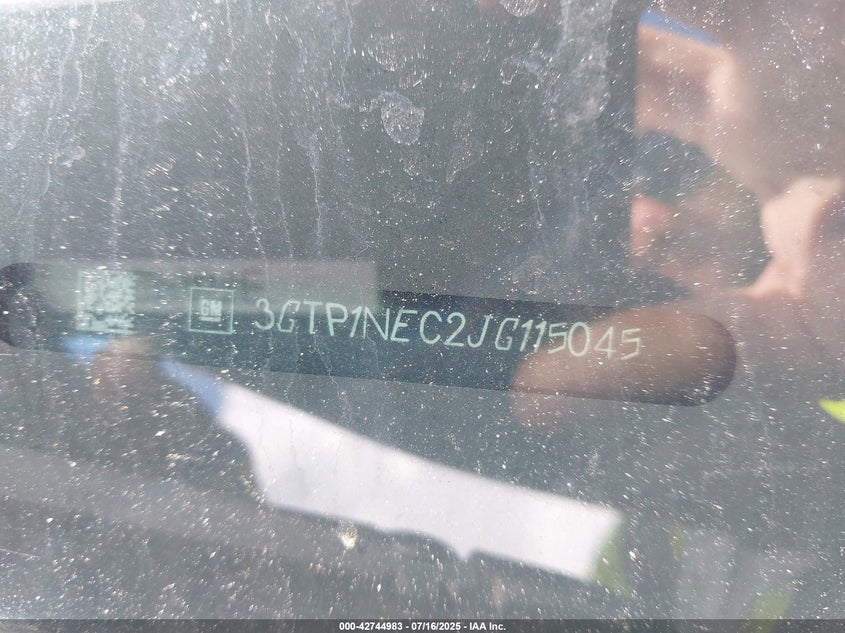 GM 3GTP1NEC2JG115045
000-42744983 - 07/16/2025 - IAA Inc.